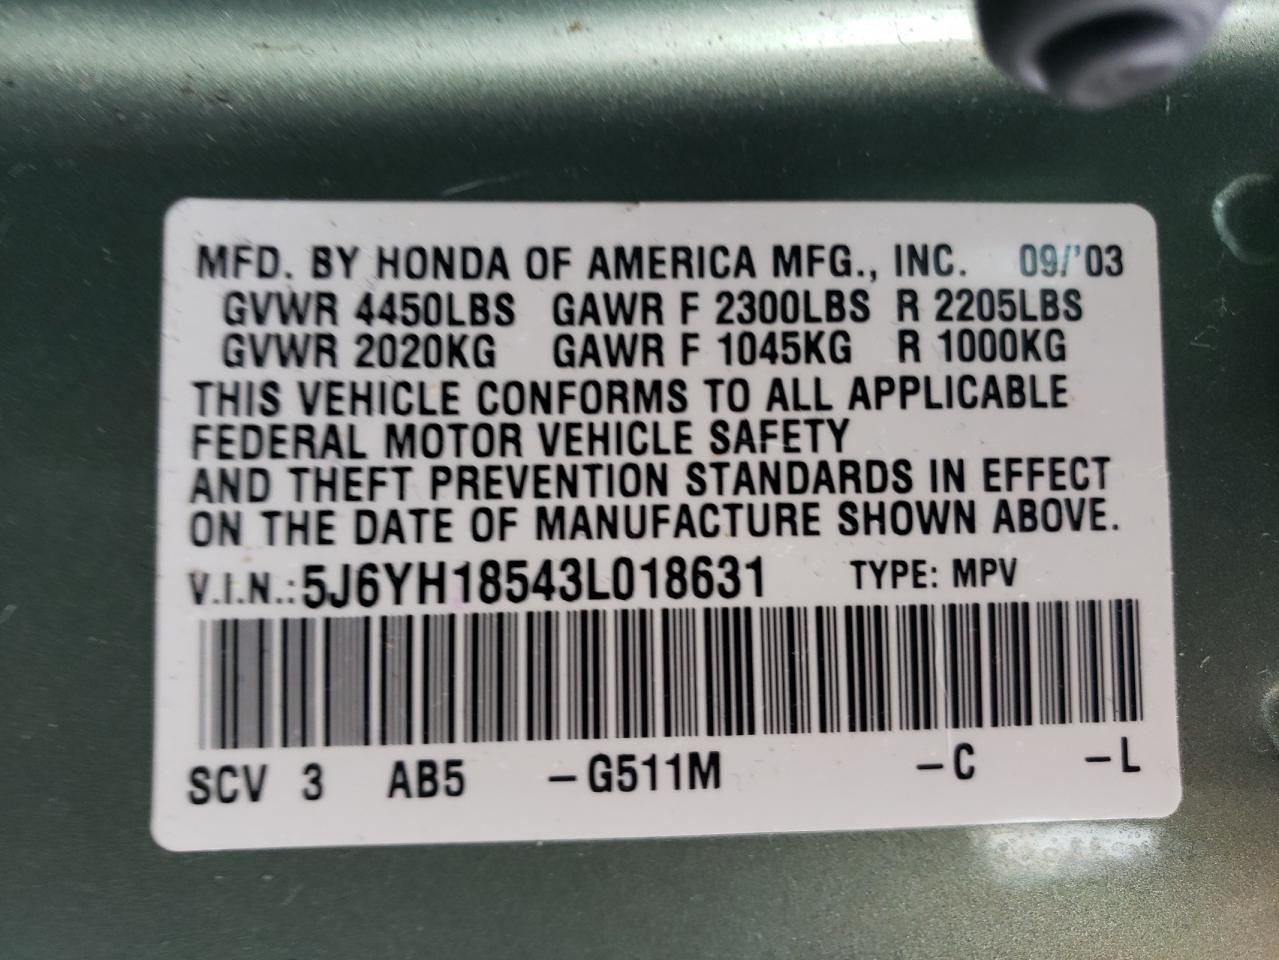 MFD. BY HONDA OF AMERICA MFG., INC. 09/'03
GVWR 4450LBS GAWR F 2300LBS R 2205LBS
GVWR 2020KG GAWR F 1045KG R 1000KG
THIS VEHICLE CONFORMS TO ALL APPLICABLE
FEDERAL MOTOR VEHICLE SAFETY
AND THEFT PREVENTION STANDARDS IN EFFECT
ON THE DATE OF MANUFACTURE SHOWN ABOVE.
V.I.N.:5J6YH18543L018631 TYPE: MPV
SCV 3 AB5 -G511M -C -L